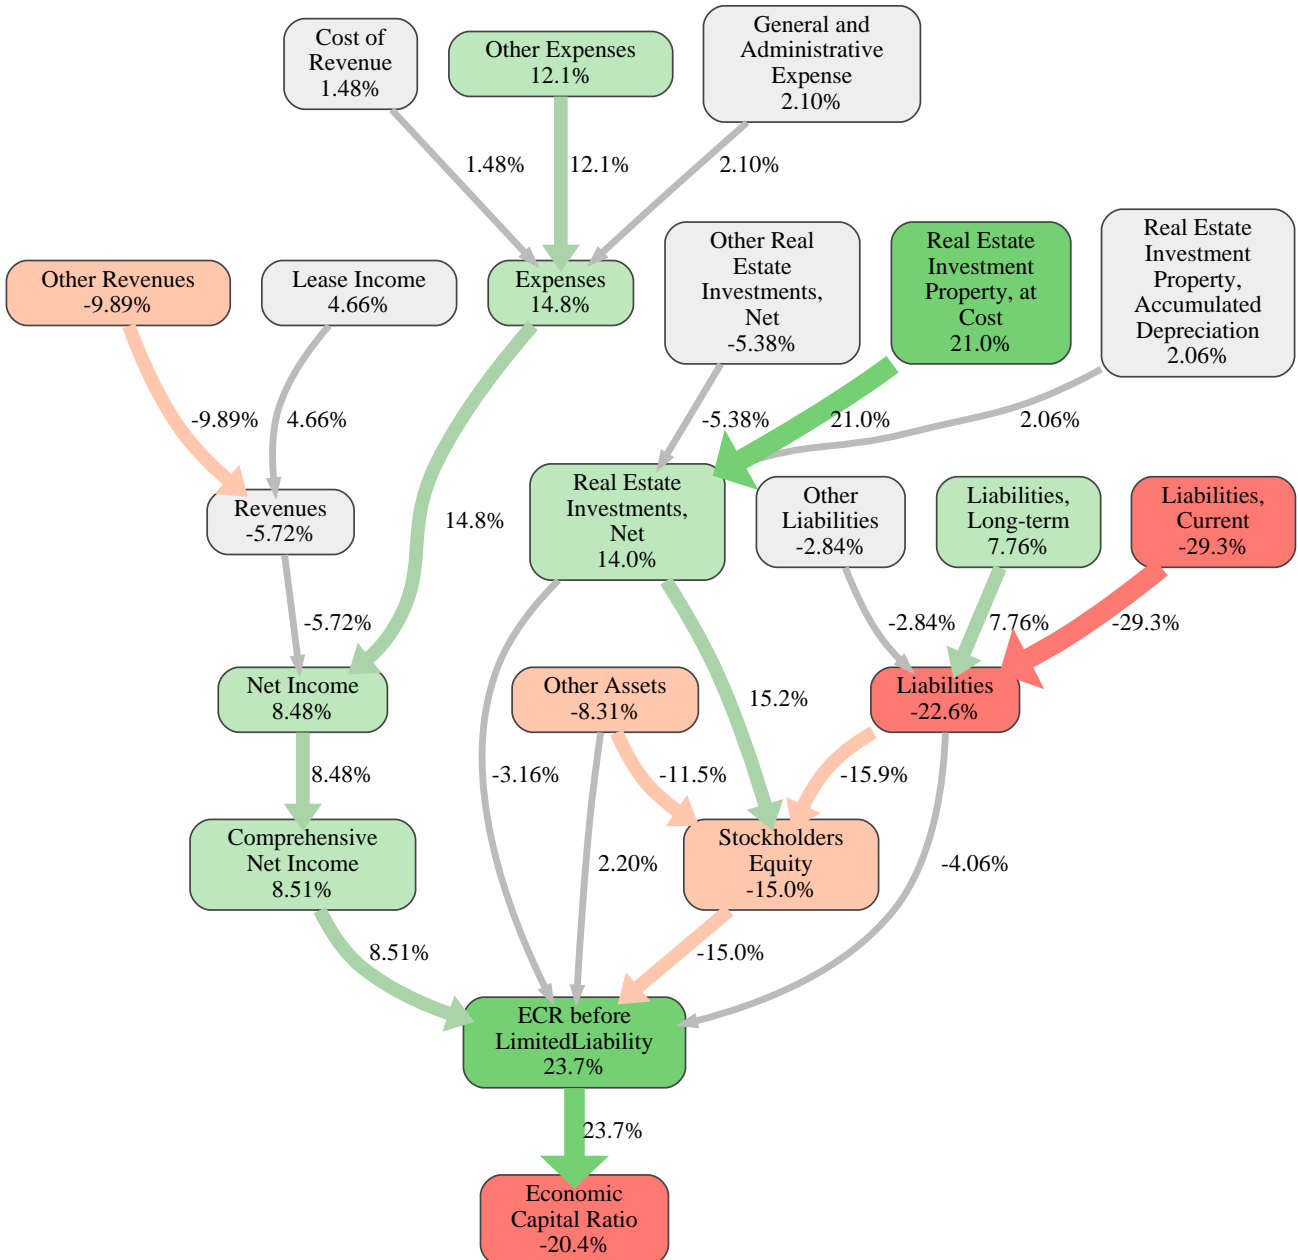 Cost of
Revenue
1.48%
Other Expenses
12.1%
General and
Administrative
Expense
2.10%
1.48%
12.1%
2.10%
Other Revenues
-9.89%
Lease Income
4.66%
Expenses
14.8%
Other Real
Estate
Investments,
Net
-5.38%
Real Estate
Investment
Property, at
Cost
21.0%
Real Estate
Investment
Property,
Accumulated
Depreciation
2.06%
-9.89%
4.66%
-5.38%
21.0%
2.06%
Revenues
-5.72%
14.8%
Real Estate
Investments,
Net
14.0%
Other
Liabilities
-2.84%
Liabilities,
Long-term
7.76%
Liabilities,
Current
-29.3%
-5.72%
-2.84%
7.76%
-29.3%
Net Income
8.48%
Other Assets
-8.31%
15.2%
Liabilities
-22.6%
8.48%
-3.16%
-11.5%
-15.9%
Comprehensive
Net Income
8.51%
2.20%
Stockholders
Equity
-15.0%
-4.06%
8.51%
-15.0%
ECR before
LimitedLiability
23.7%
23.7%
Economic
Capital Ratio
-20.4%